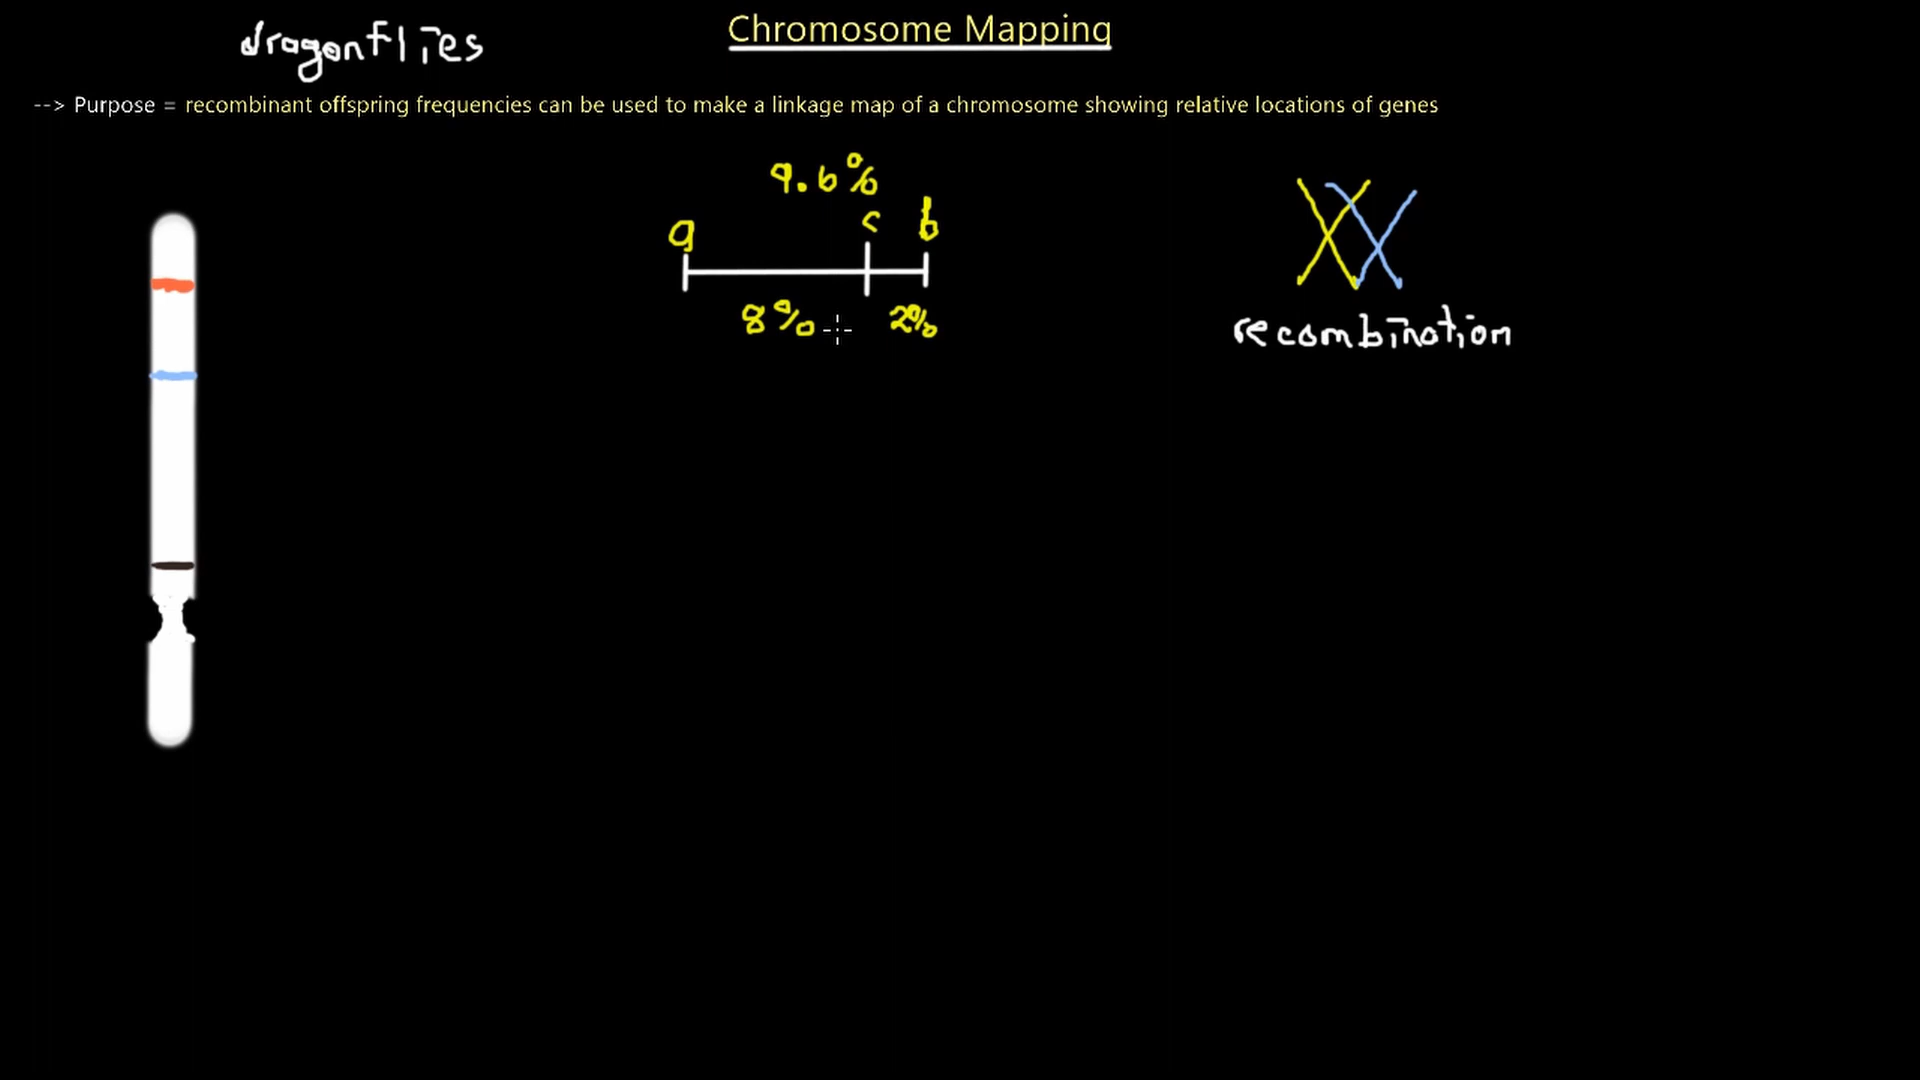 dragonflies
Chromosome Mapping
--> Purpose = recombinant offspring frequencies can be used to make a linkage map of a chromosome showing relative locations of genes
9.6%
a c b
8% 2%
recombination